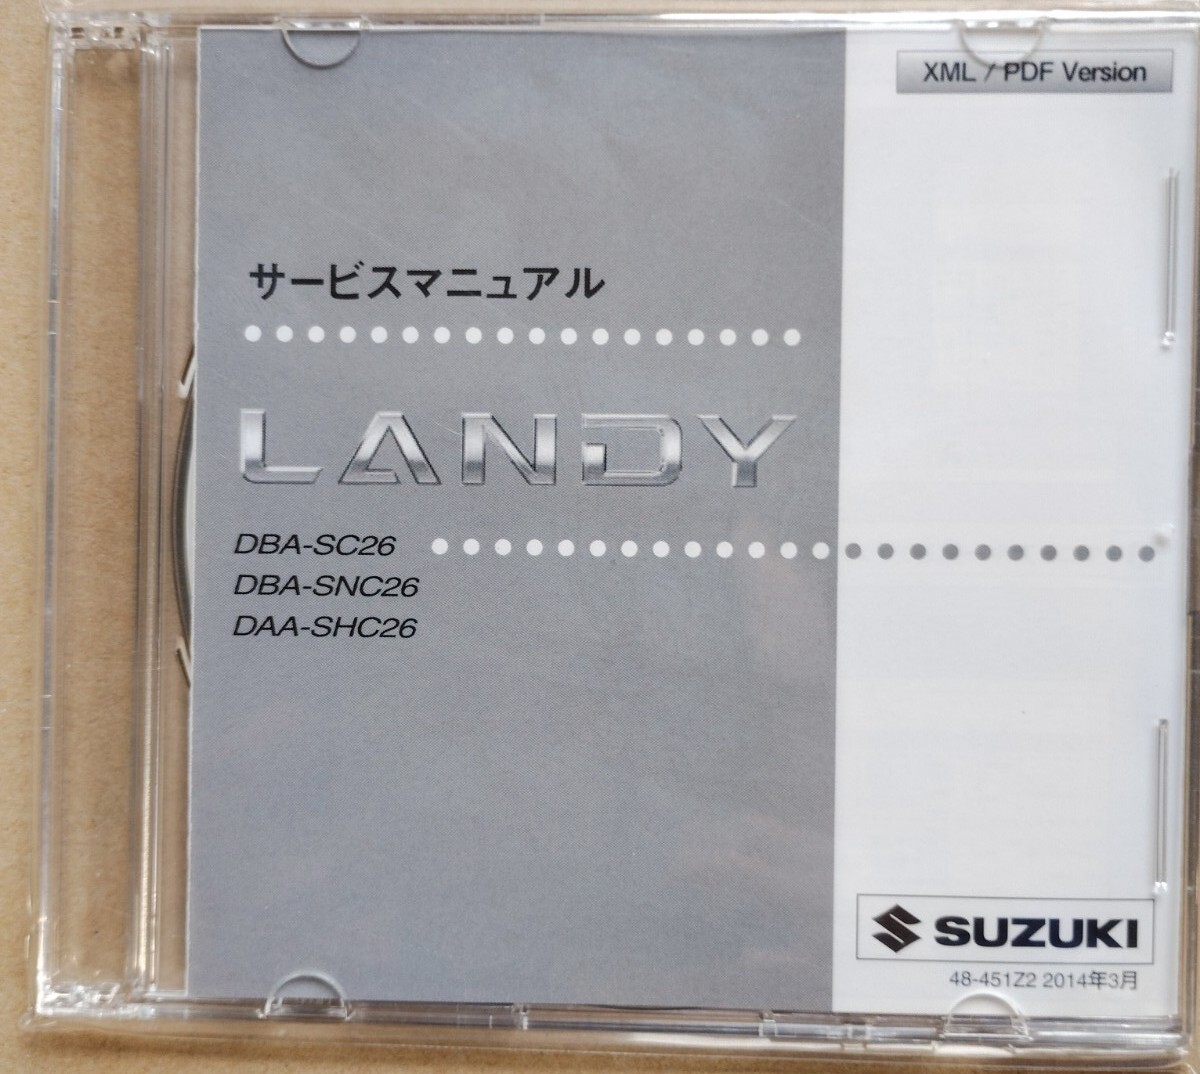 XML / PDF Version
サービスマニュアル
LANDY
DBA-SC26
DBA-SNC26
DAA-SHC26
SUZUKI
48-451Z2 2014年3月